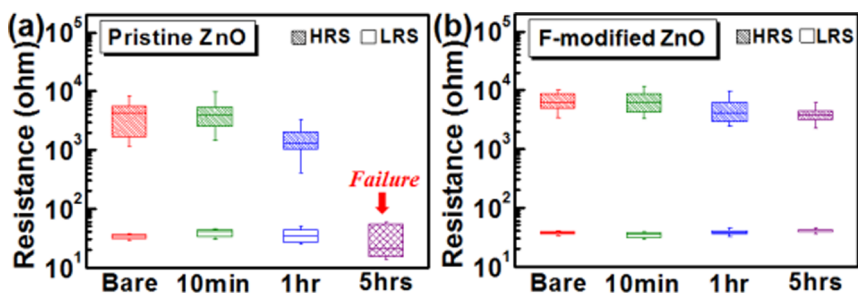 (a)
Pristine ZnO
HRS LRS
Resistance (ohm)
10^5
10^4
10^3
10^2
10^1
Failure
Bare 10min 1hr 5hrs
(b)
F-modified ZnO
HRS LRS
Resistance (ohm)
10^5
10^4
10^3
10^2
10^1
Bare 10min 1hr 5hrs